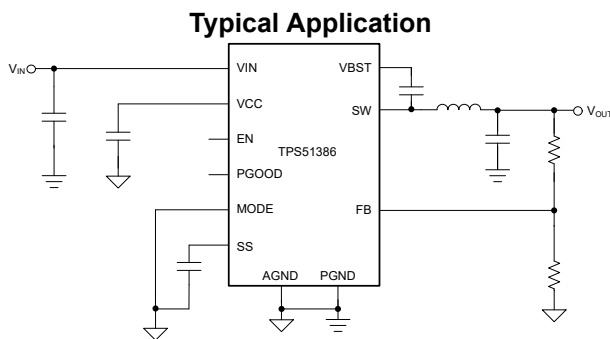 Typical Application
VIN
VIN
VBST
VCC
SW
VOUT
EN
TPS51386
PGOOD
MODE
FB
SS
AGND
PGND